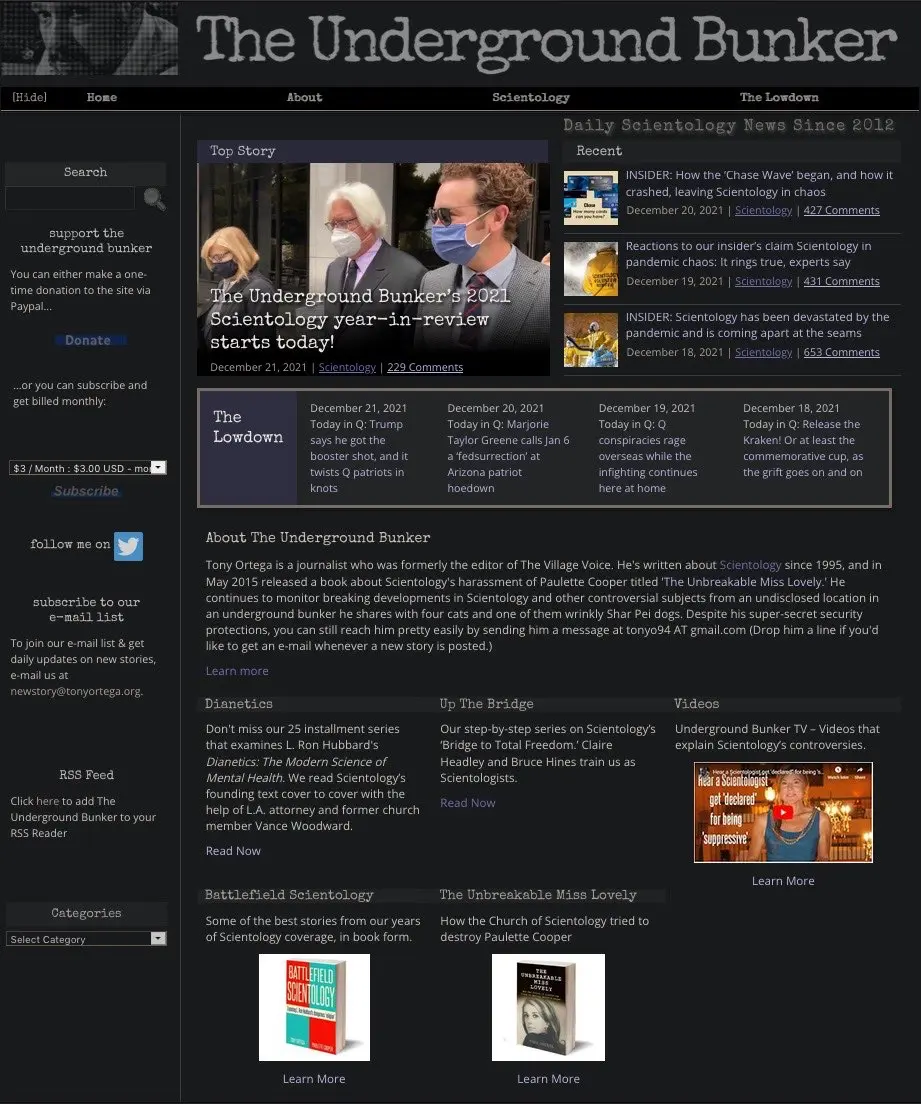 The Underground Bunker
[Hide]
Home
About
Scientology
The Lowdown
Daily Scientology News Since 2012
Search
support the
underground bunker
You can either make a one-
time donation to the site via
Paypal...
Donate
...or you can subscribe and
get billed monthly:
$3 / Month : $3.00 USD - mo
Subscribe
follow me on
subscribe to our
e-mail list
To join our e-mail list & get
daily updates on new stories,
e-mail us at
newstory@tonyortega.org.
RSS Feed
Click here to add The
Underground Bunker to your
RSS Reader
Categories
Select Category
Top Story
The Underground Bunker's 2021
Scientology year-in-review
starts today!
December 21, 2021 | Scientology | 229 Comments
Recent
INSIDER: How the ‘Chase Wave’ began, and how it
crashed, leaving Scientology in chaos
December 20, 2021 | Scientology | 427 Comments
Reactions to our insider’s claim Scientology in
pandemic chaos: It rings true, experts say
December 19, 2021 | Scientology | 431 Comments
INSIDER: Scientology has been devastated by the
pandemic and is coming apart at the seams
December 18, 2021 | Scientology | 653 Comments
The
Lowdown
December 21, 2021
Today in Q: Trump
says he got the
booster shot, and it
twists Q patriots in
knots
December 20, 2021
Today in Q: Marjorie
Taylor Greene calls Jan 6
a ‘fedsurrection’ at
Arizona patriot
hoedown
December 19, 2021
Today in Q: Q
conspiracies rage
overseas while the
infighting continues
here at home
December 18, 2021
Today in Q: Release the
Kraken! Or at least the
commemorative cup, as
the grift goes on and on
About The Underground Bunker
Tony Ortega is a journalist who was formerly the editor of The Village Voice. He's written about Scientology since 1995, and in
May 2015 released a book about Scientology's harassment of Paulette Cooper titled 'The Unbreakable Miss Lovely.' He
continues to monitor breaking developments in Scientology and other controversial subjects from an undisclosed location in
an underground bunker he shares with four cats and one of them wrinkly Shar Pei dogs. Despite his super-secret security
protections, you can still reach him pretty easily by sending him a message at tonyo94 AT gmail.com (Drop him a line if you'd
like to get an e-mail whenever a new story is posted.)
Learn more
Dianetics
Don't miss our 25 installment series
that examines L. Ron Hubbard's
Dianetics: The Modern Science of
Mental Health. We read Scientology’s
founding text cover to cover with the
help of L.A. attorney and former church
member Vance Woodward.
Read Now
Up The Bridge
Our step-by-step series on Scientology’s
‘Bridge to Total Freedom.’ Claire
Headley and Bruce Hines train us as
Scientologists.
Read Now
Videos
Underground Bunker TV – Videos that
explain Scientology’s controversies.
Hear a Scientologist get 'declared' for being 's...
Watch later
Share
Hear a Scientologist
get 'declared'
for being
'suppressive'
Learn More
Battlefield Scientology
Some of the best stories from our years
of Scientology coverage, in book form.
BATTLEFIELD
SCIENTOLOGY
TONY ORTEGA
PAULETTE COOPER
Learn More
The Unbreakable Miss Lovely
How the Church of Scientology tried to
destroy Paulette Cooper
THE
UNBREAKABLE
MISS
LOVELY
Learn More